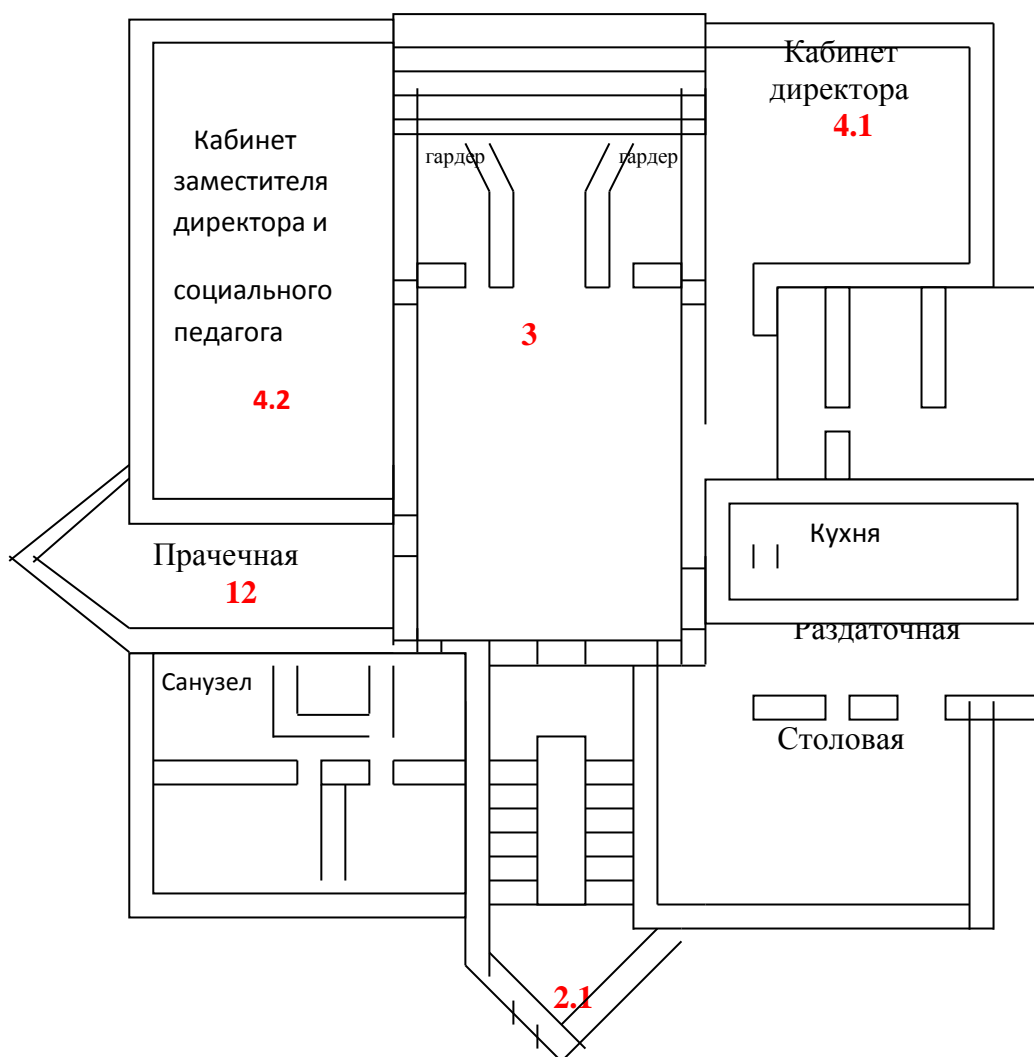 Кабинет
директора
4.1
Кабинет
заместителя
директора и
социального
педагога
4.2
гардер
гардер
3
Кухня
Прачечная
12
Раздаточная
Санузел
Столовая
2.1